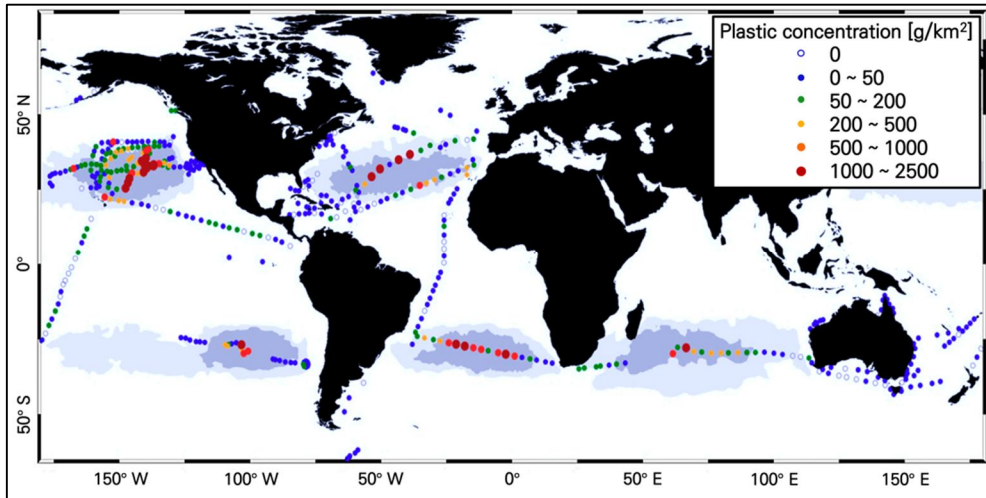 Plastic concentration [g/km²]
0
0 ~ 50
50 ~ 200
200 ~ 500
500 ~ 1000
1000 ~ 2500
50° N
0°
50° S
150° W
100° W
50° W
0°
50° E
100° E
150° E